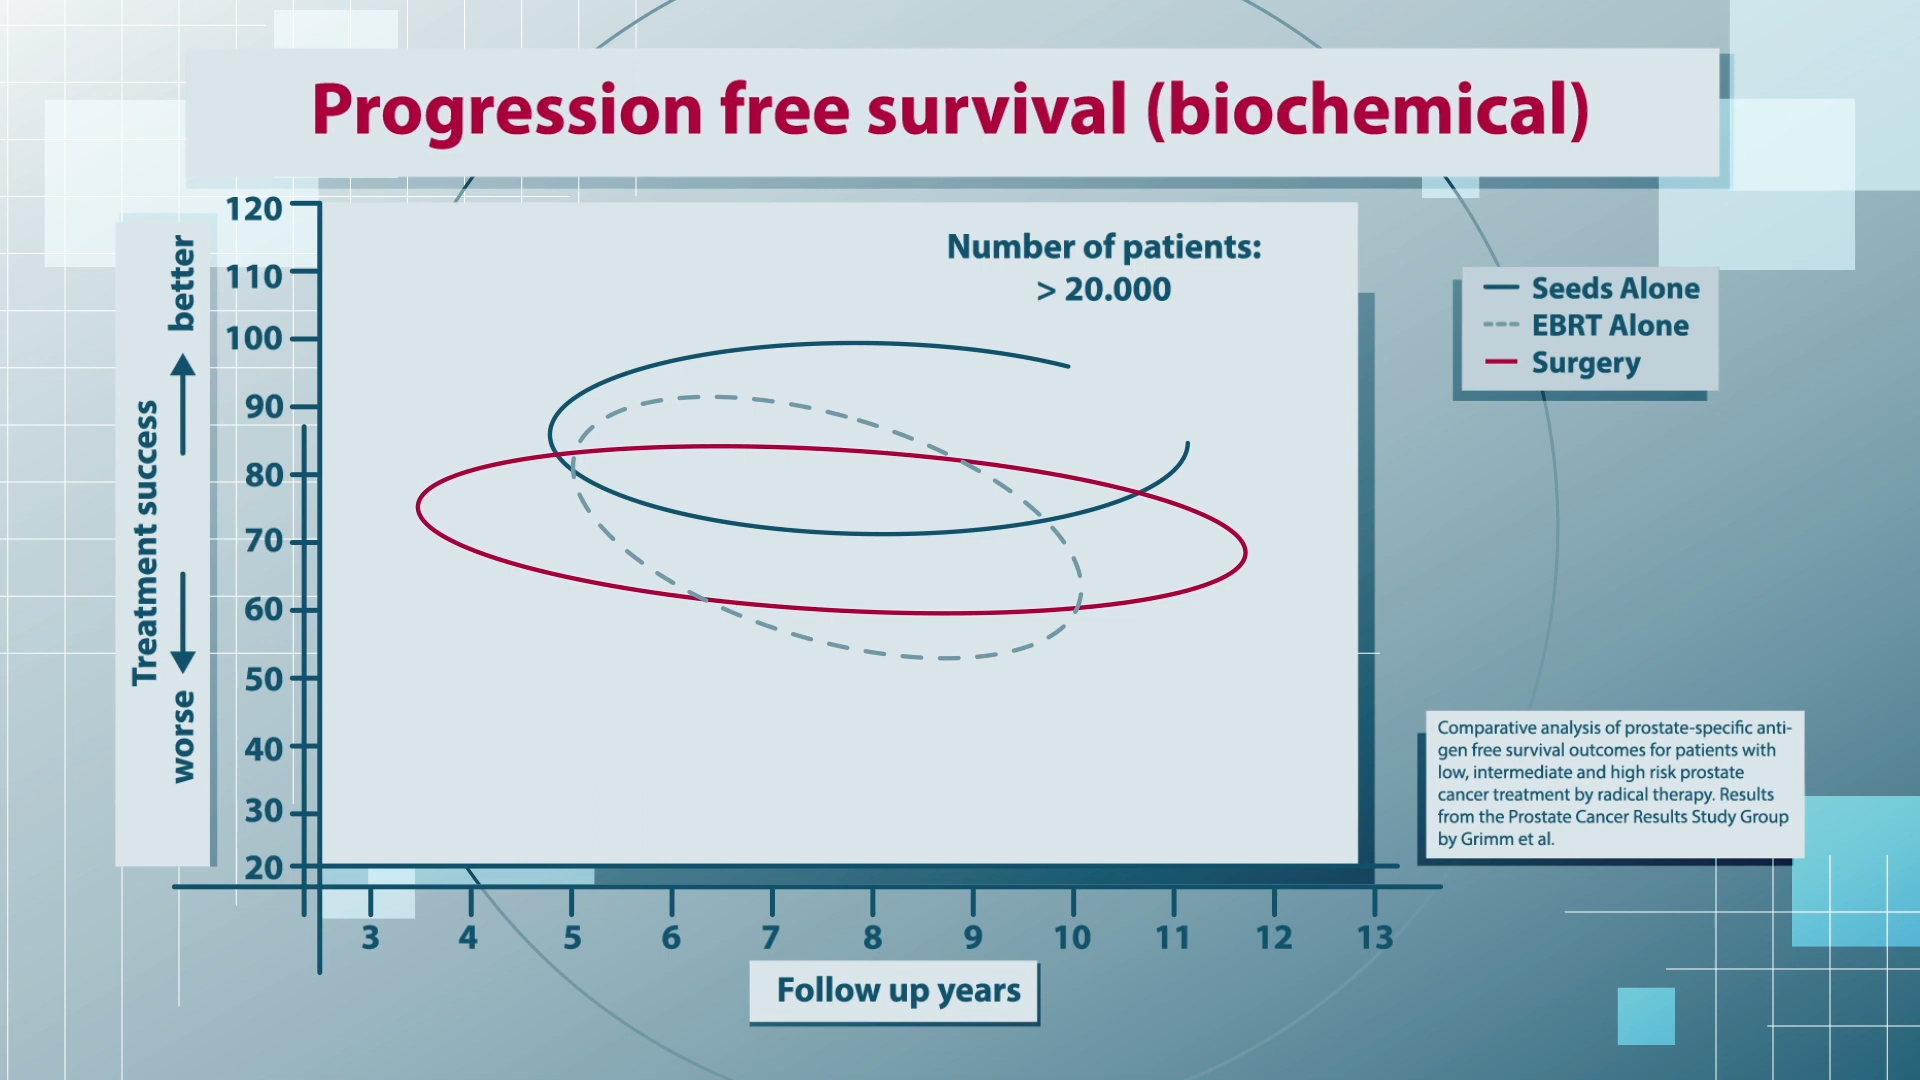 Progression free survival (biochemical)
Number of patients:
> 20.000
Seeds Alone
EBRT Alone
Surgery
Treatment success
better
worse
120
110
100
90
80
70
60
50
40
30
20
3 4 5 6 7 8 9 10 11 12 13
Follow up years
Comparative analysis of prostate-specific anti-
gen free survival outcomes for patients with
low, intermediate and high risk prostate
cancer treatment by radical therapy. Results
from the Prostate Cancer Results Study Group
by Grimm et al.